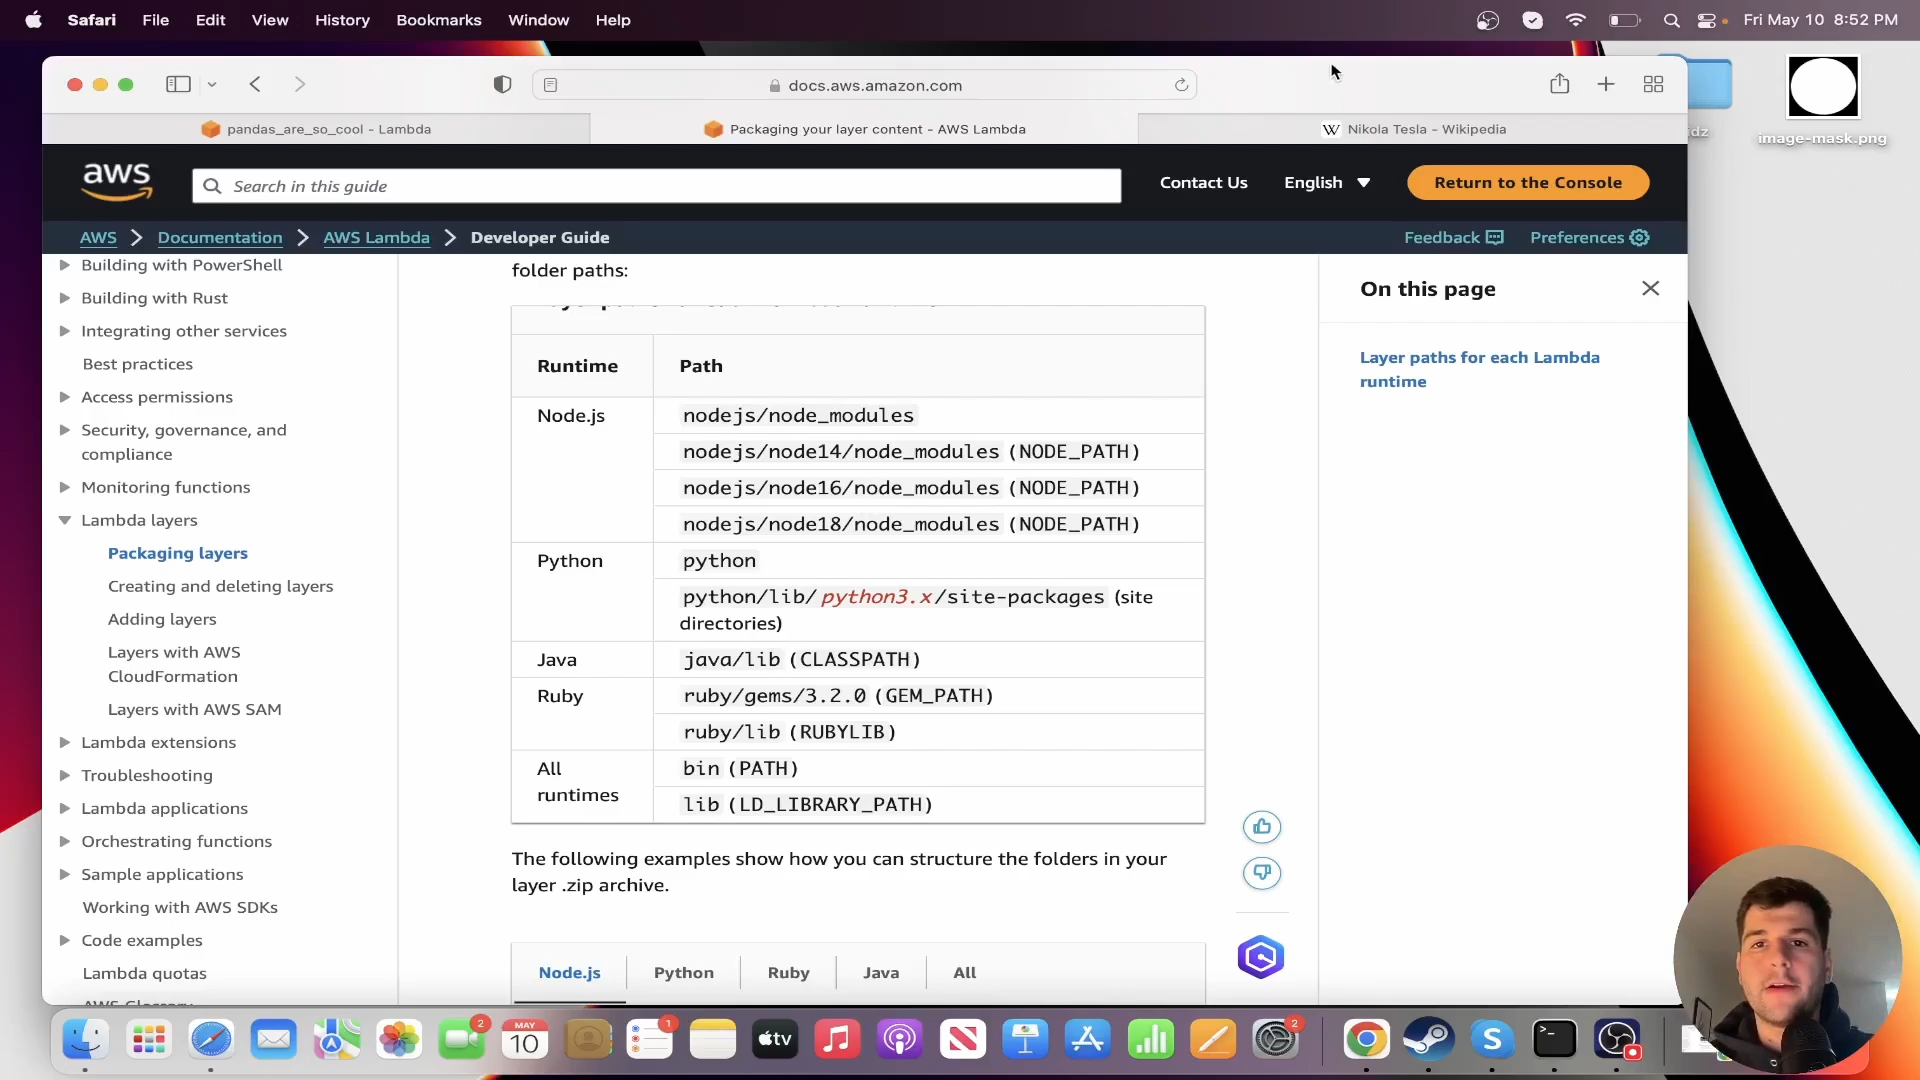 Safari File Edit View History Bookmarks Window Help
Fri May 10 8:52 PM
docs.aws.amazon.com
pandas_are_so_cool - Lambda
Packaging your layer content - AWS Lambda
W Nikola Tesla - Wikipedia
image-mask.png
idz
aws
Search in this guide
Contact Us
English
Return to the Console
AWS
Documentation
AWS Lambda
Developer Guide
Feedback
Preferences
Building with PowerShell
Building with Rust
Integrating other services
Best practices
Access permissions
Security, governance, and
compliance
Monitoring functions
Lambda layers
Packaging layers
Creating and deleting layers
Adding layers
Layers with AWS
CloudFormation
Layers with AWS SAM
Lambda extensions
Troubleshooting
Lambda applications
Orchestrating functions
Sample applications
Working with AWS SDKs
Code examples
Lambda quotas
AWS Glossary
folder paths:
Runtime Path
Node.js nodejs/node_modules
nodejs/node14/node_modules (NODE_PATH)
nodejs/node16/node_modules (NODE_PATH)
nodejs/node18/node_modules (NODE_PATH)
Python python
python/lib/python3.x/site-packages (site
directories)
Java java/lib (CLASSPATH)
Ruby ruby/gems/3.2.0 (GEM_PATH)
ruby/lib (RUBYLIB)
All
runtimes
bin (PATH)
lib (LD_LIBRARY_PATH)
The following examples show how you can structure the folders in your
layer .zip archive.
Node.js Python Ruby Java All
On this page
Layer paths for each Lambda
runtime
2
MAY
10
1
tv
2